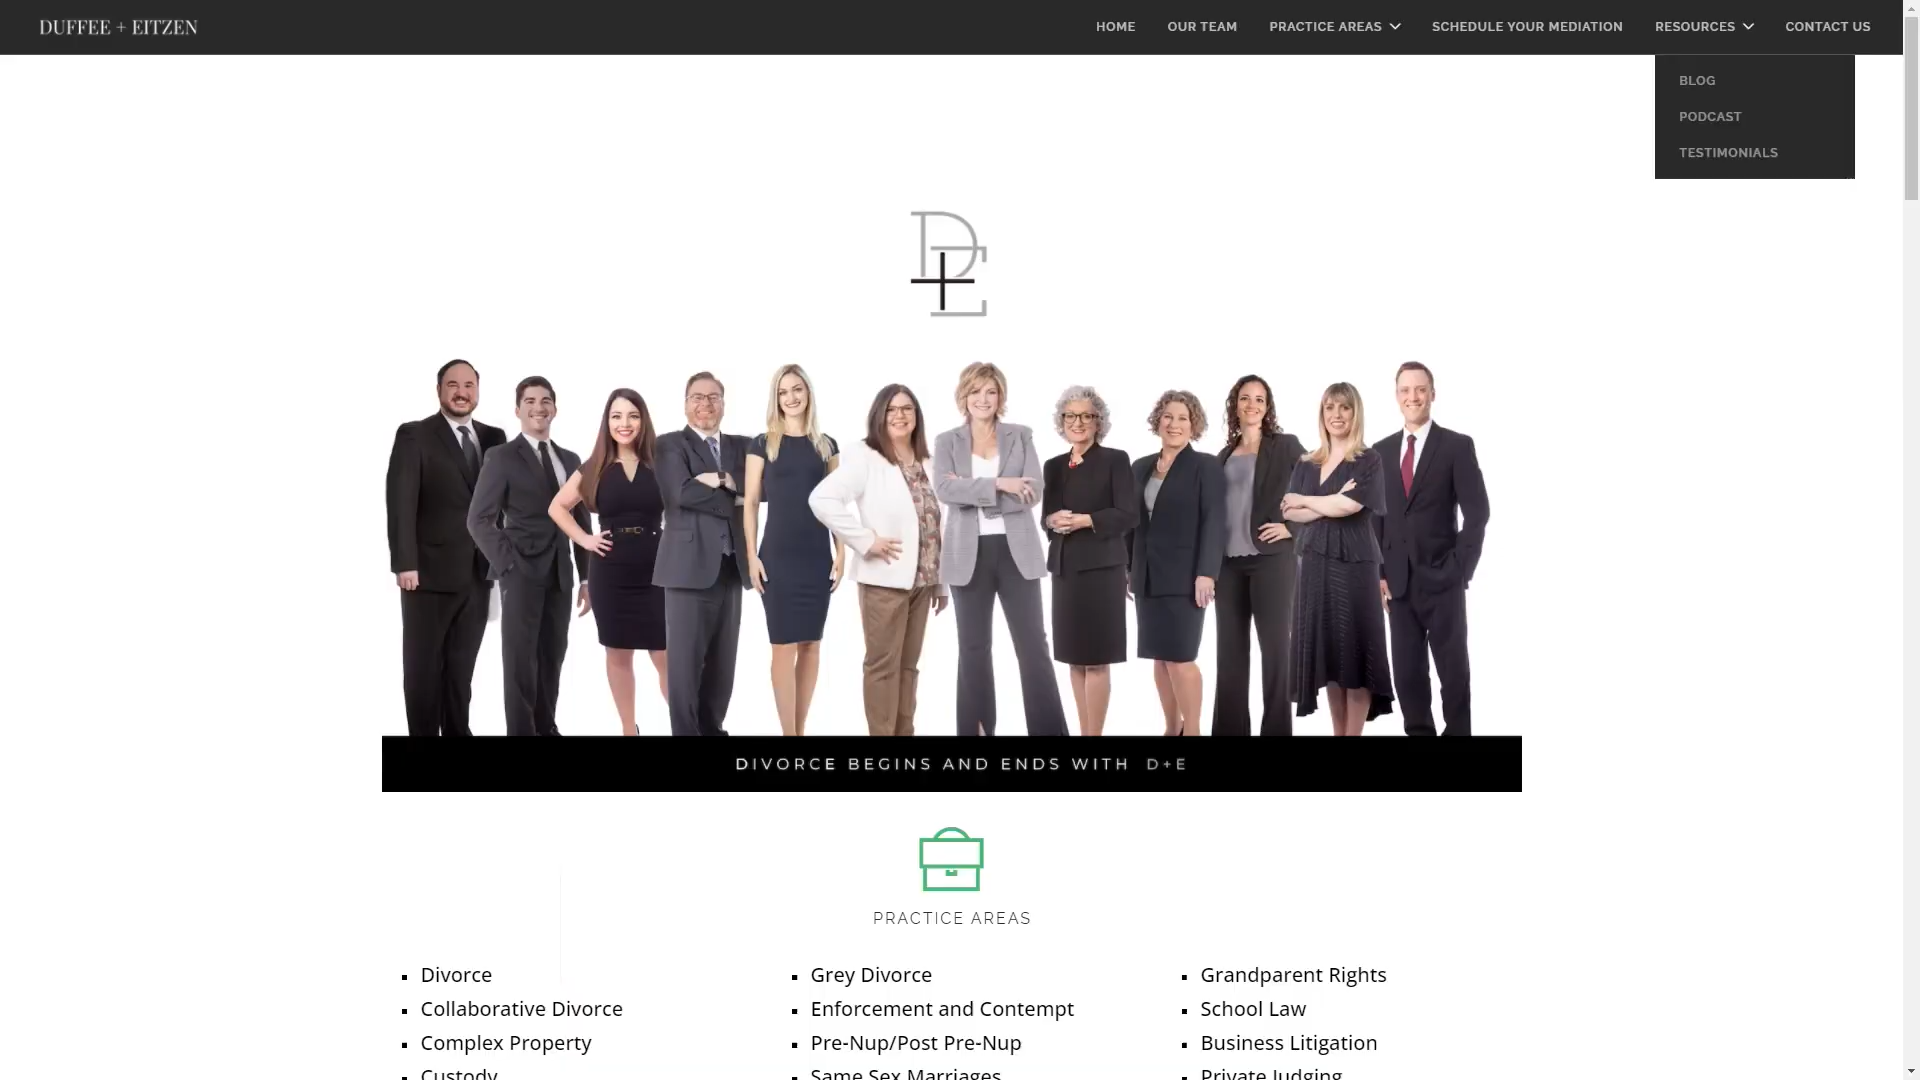 DUFFEE + EITZEN
HOME OUR TEAM PRACTICE AREAS SCHEDULE YOUR MEDIATION RESOURCES CONTACT US
BLOG
PODCAST
TESTIMONIALS
D+E
DIVORCE BEGINS AND ENDS WITH D+E
PRACTICE AREAS
Divorce
Collaborative Divorce
Complex Property
Custody
Grey Divorce
Enforcement and Contempt
Pre-Nup/Post Pre-Nup
Same Sex Marriages
Grandparent Rights
School Law
Business Litigation
Private Judging